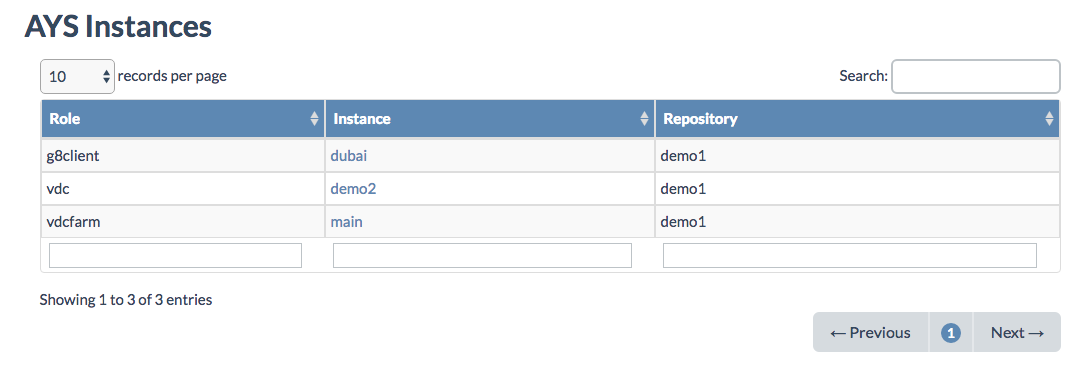 AYS Instances
10 records per page Search:
Role Instance Repository
g8client dubai demo1
vdc demo2 demo1
vdcfarm main demo1
Showing 1 to 3 of 3 entries
← Previous 1 Next →